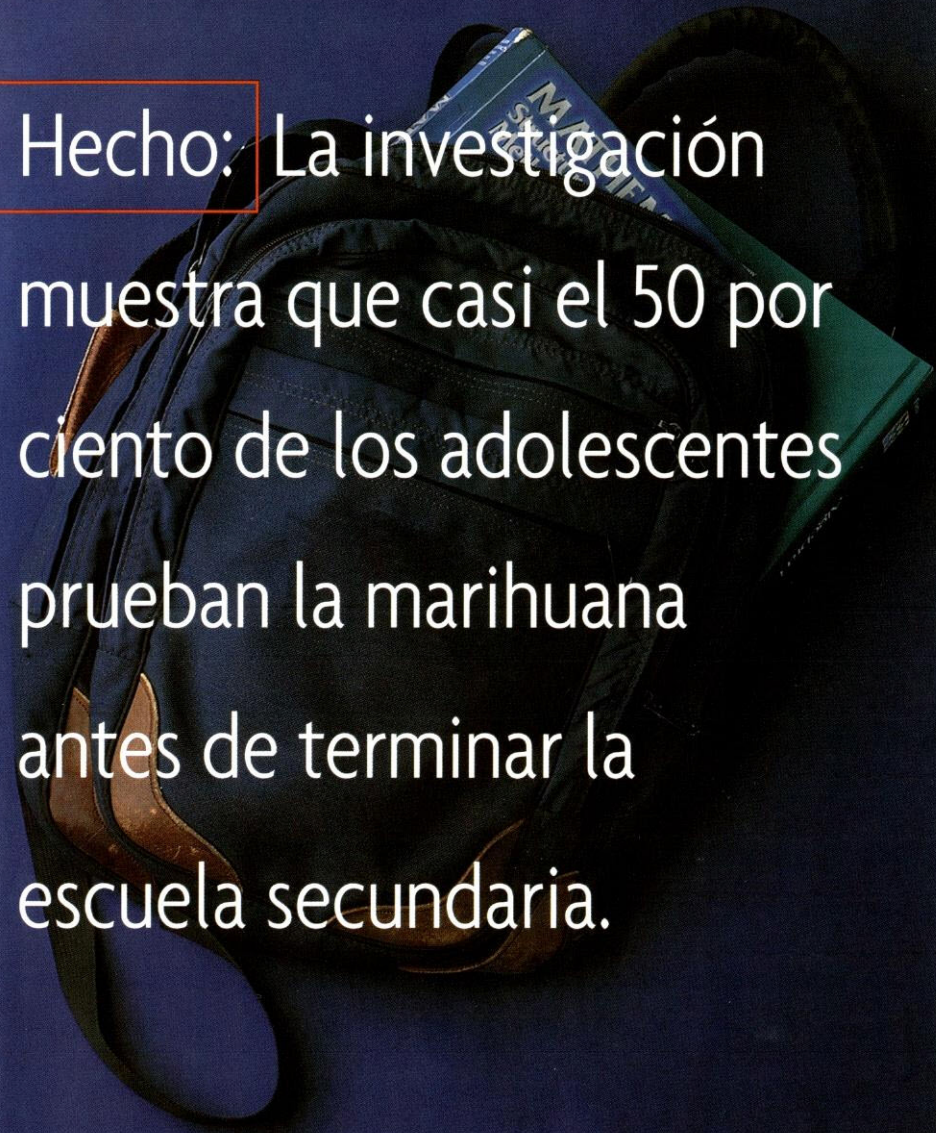 Hecho: La investigación
muestra que casi el 50 por
ciento de los adolescentes
prueban la marihuana
antes de terminar la
escuela secundaria.